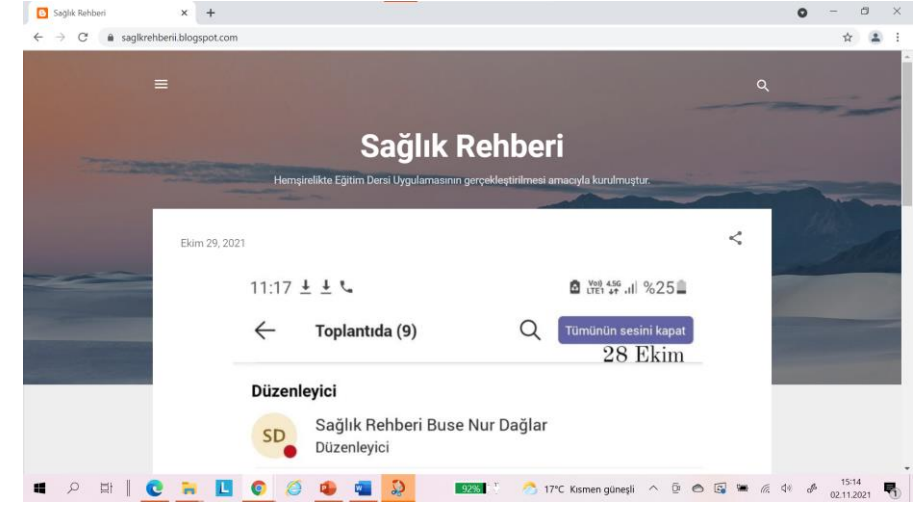 Sağlık Rehberi
saglkrehberii.blogspot.com
Sağlık Rehberi
Hemşirelikte Eğitim Dersi Uygulamasının gerçekleştirilmesi amacıyla kurulmuştur.
Ekim 29, 2021
11:17 %25
Toplantıda (9) Tümünün sesini kapat
28 Ekim
Düzenleyici
SD
Sağlık Rehberi Buse Nur Dağlar
Düzenleyici
92% 17°C Kısmen güneşli 15:14
02.11.2021